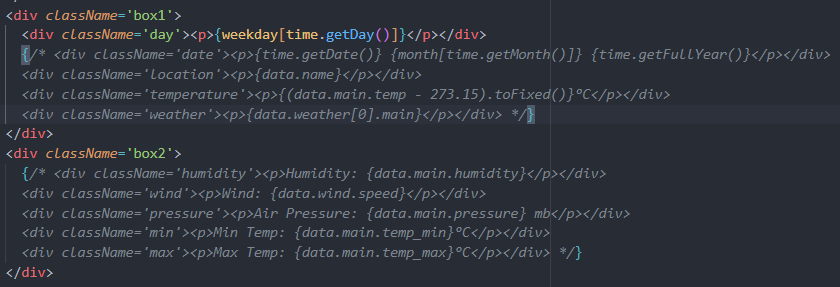 <div className='box1'>
<div className='day'><p>{weekday[time.getDay()]}</p></div>
{/* <div className='date'><p>{time.getDate()} {month[time.getMonth()]} {time.getFullYear()}</p></div>
<div className='location'><p>{data.name}</p></div>
<div className='temperature'><p>{(data.main.temp - 273.15).toFixed()}°C</p></div>
<div className='weather'><p>{data.weather[0].main}</p></div> */}
</div>
<div className='box2'>
{/* <div className='humidity'><p>Humidity: {data.main.humidity}</p></div>
<div className='wind'><p>Wind: {data.wind.speed}</p></div>
<div className='pressure'><p>Air Pressure: {data.main.pressure} mb</p></div>
<div className='min'><p>Min Temp: {data.main.temp_min}°C</p></div>
<div className='max'><p>Max Temp: {data.main.temp_max}°C</p></div> */}
</div>